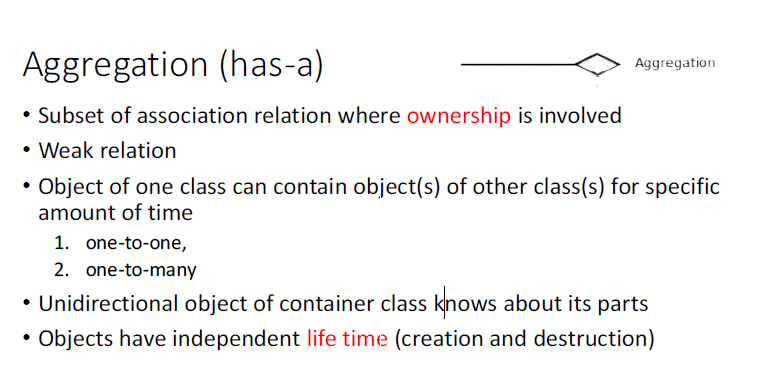 Aggregation (has-a)
Aggregation
• Subset of association relation where ownership is involved
• Weak relation
• Object of one class can contain object(s) of other class(s) for specific
amount of time
1. one-to-one,
2. one-to-many
• Unidirectional object of container class knows about its parts
• Objects have independent life time (creation and destruction)